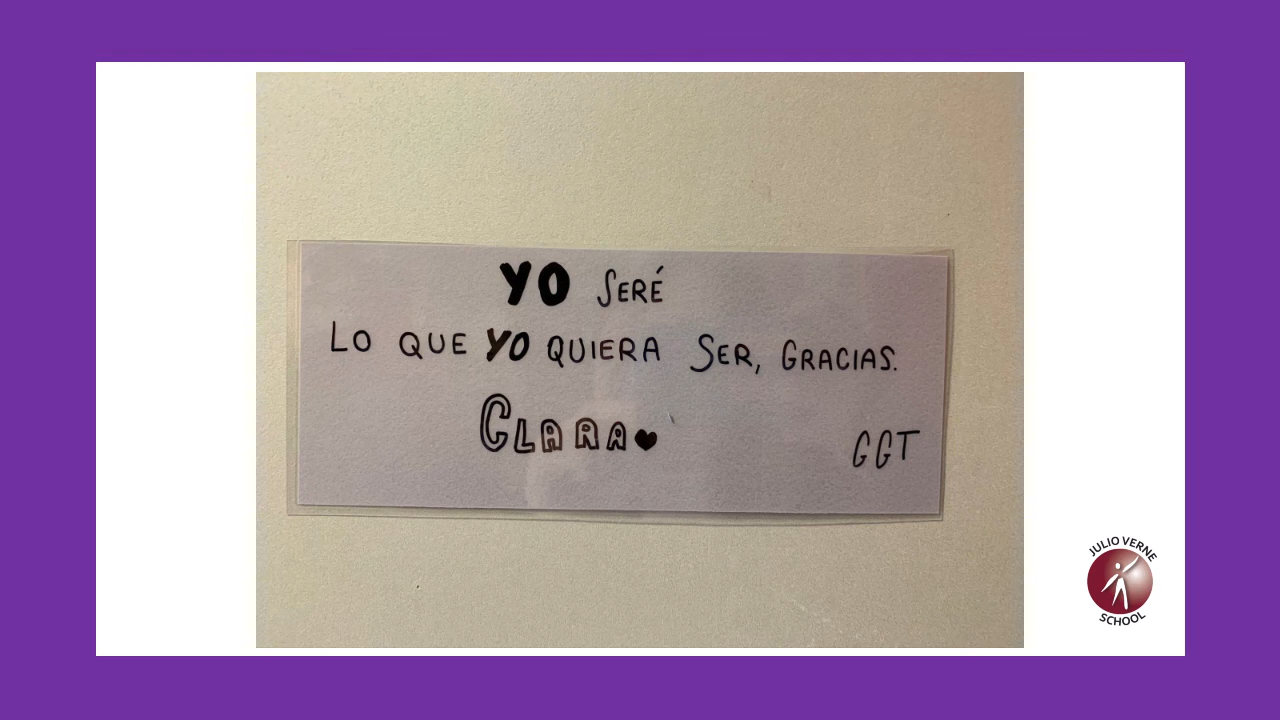 YO SERÉ
LO QUE YO QUIERA SER, GRACIAS.
CLARA♥
GGT
JULIO VERNE
SCHOOL